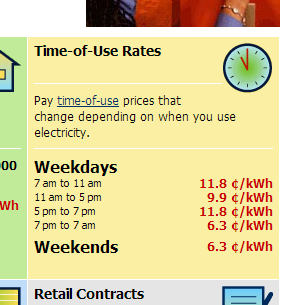 Time-of-Use Rates
Pay time-of-use prices that
change depending on when you use
electricity.
00
Wh
Weekdays
7 am to 11 am 11.8 ¢/kWh
11 am to 5 pm 9.9 ¢/kWh
5 pm to 7 pm 11.8 ¢/kWh
7 pm to 7 am 6.3 ¢/kWh
Weekends 6.3 ¢/kWh
Retail Contracts